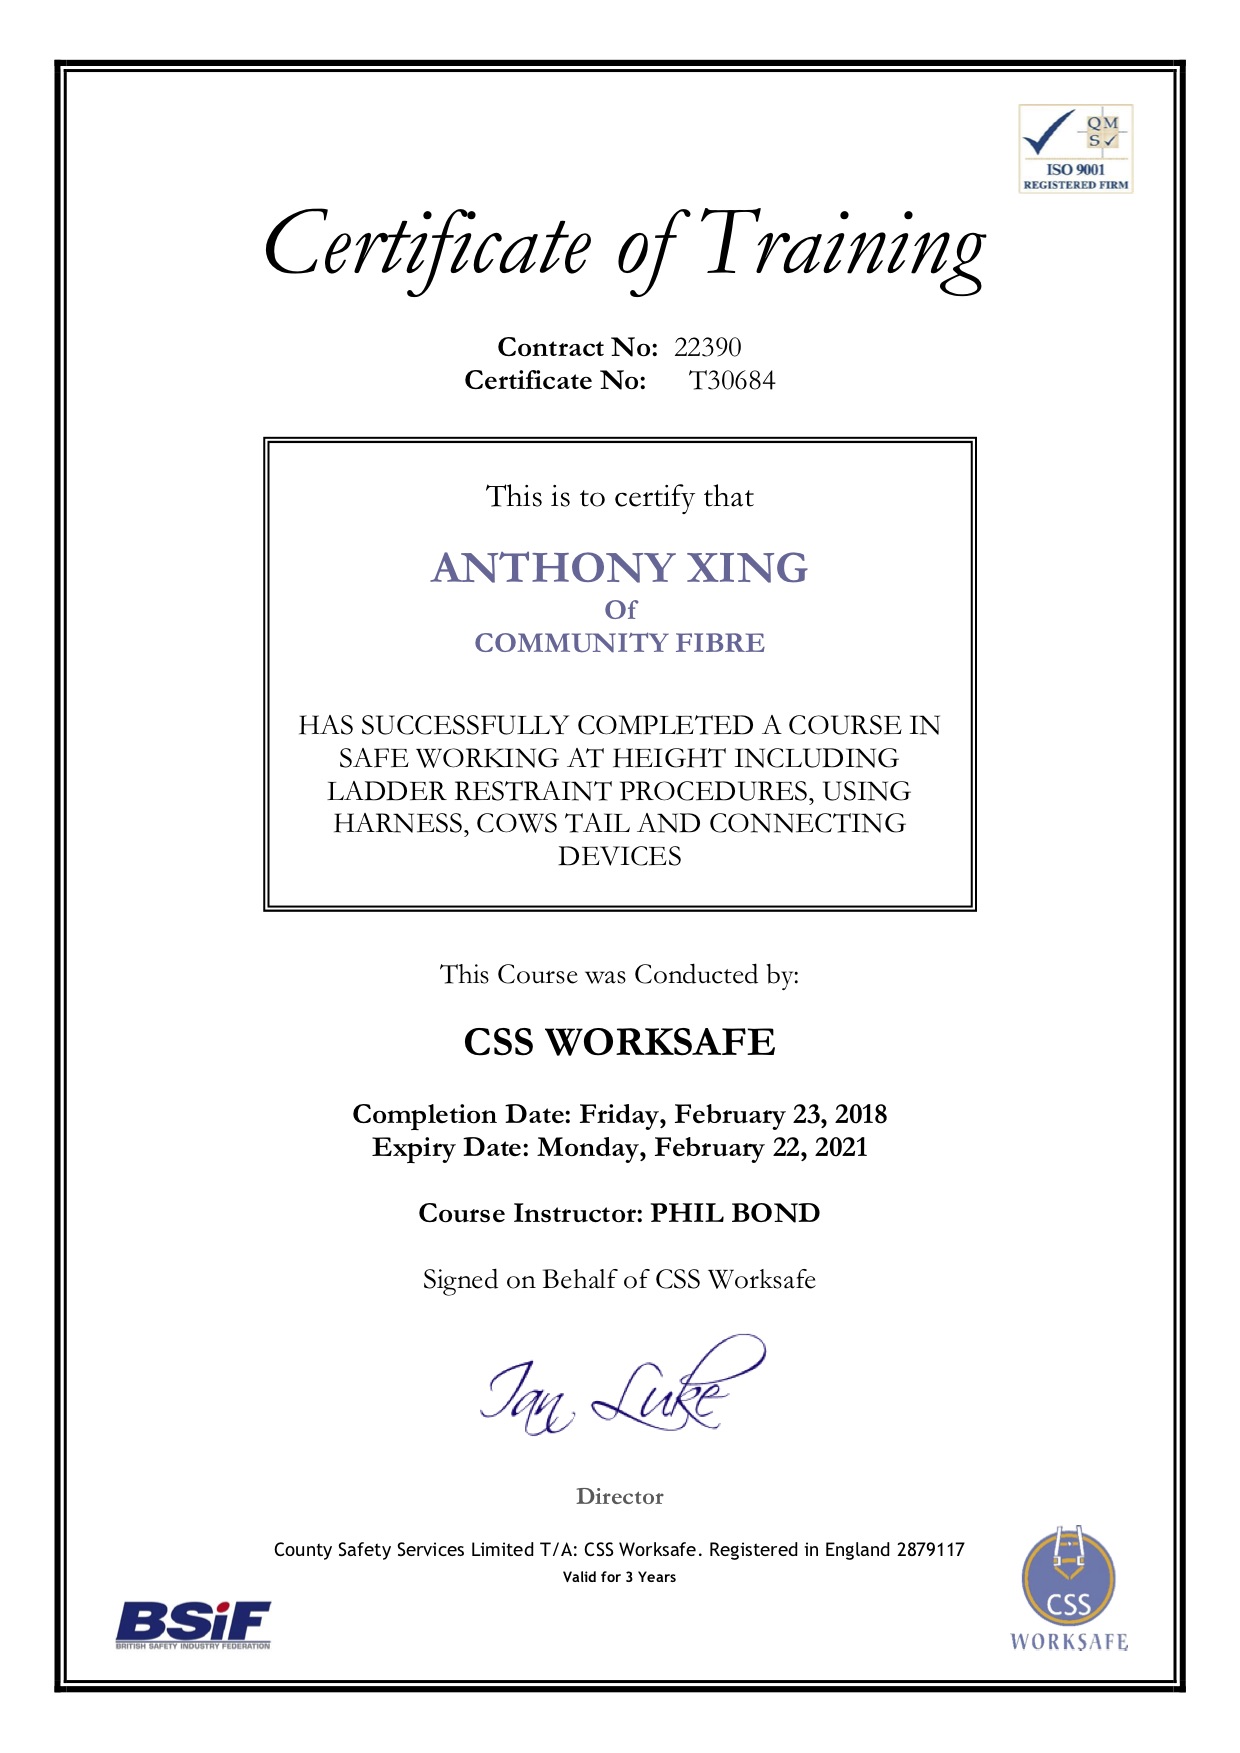 QM
S
ISO 9001
REGISTERED FIRM
Certificate of Training
Contract No: 22390
Certificate No: T30684
This is to certify that
ANTHONY XING
Of
COMMUNITY FIBRE
HAS SUCCESSFULLY COMPLETED A COURSE IN
SAFE WORKING AT HEIGHT INCLUDING
LADDER RESTRAINT PROCEDURES, USING
HARNESS, COWS TAIL AND CONNECTING
DEVICES
This Course was Conducted by:
CSS WORKSAFE
Completion Date: Friday, February 23, 2018
Expiry Date: Monday, February 22, 2021
Course Instructor: PHIL BOND
Signed on Behalf of CSS Worksafe
Ian Luke
Director
County Safety Services Limited T/A: CSS Worksafe. Registered in England 2879117
Valid for 3 Years
BSiF
BRITISH SAFETY INDUSTRY FEDERATION
CSS
WORKSAFE